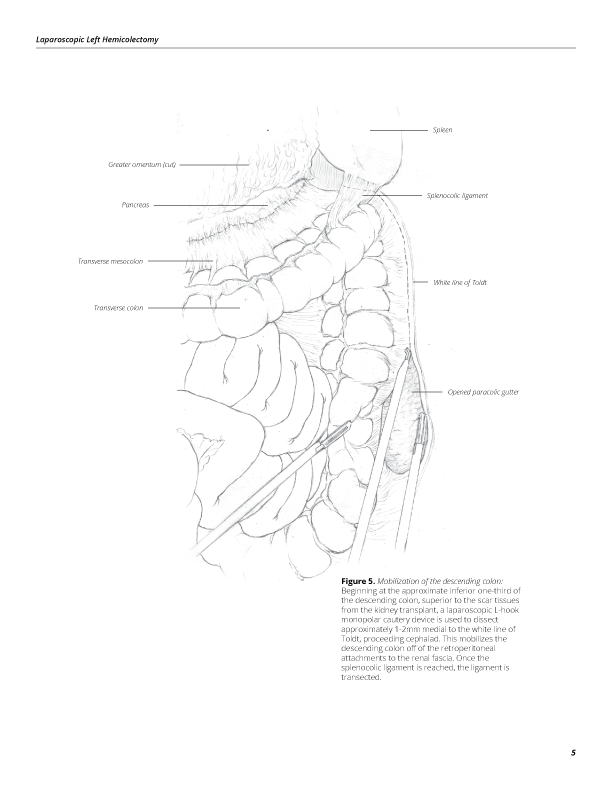 Laparoscopic Left Hemicolectomy
Spleen
Greater omentum (cut)
Splenocolic ligament
Pancreas
Transverse mesocolon
White line of Toldt
Transverse colon
Opened paracolic gutter
Figure 5. Mobilization of the descending colon:
Beginning at the approximate inferior one-third of
the descending colon, superior to the scar tissues
from the kidney transplant, a laparoscopic L-hook
monopolar cautery device is used to dissect
approximately 1-2mm medial to the white line of
Toldt, proceeding cephalad. This mobilizes the
descending colon off of the retroperitoneal
attachments to the renal fascia. Once the
splenocolic ligament is reached, the ligament is
transected.
5